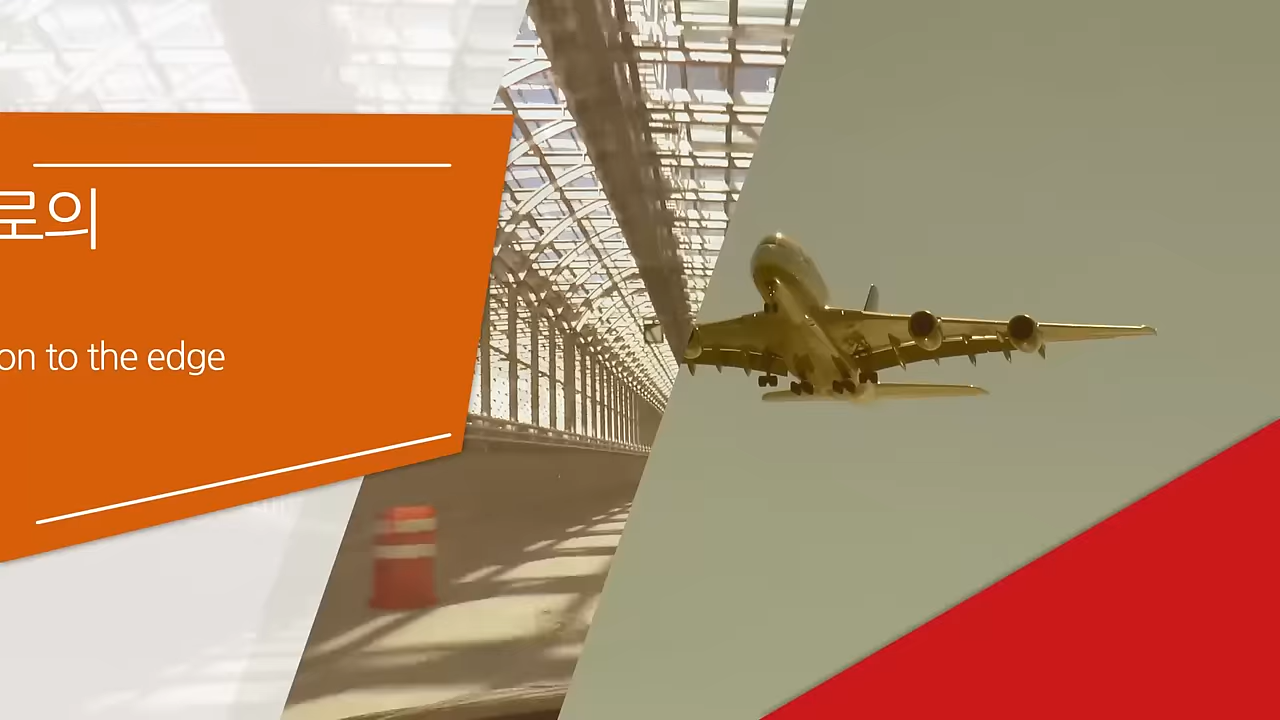 로의
on to the edge